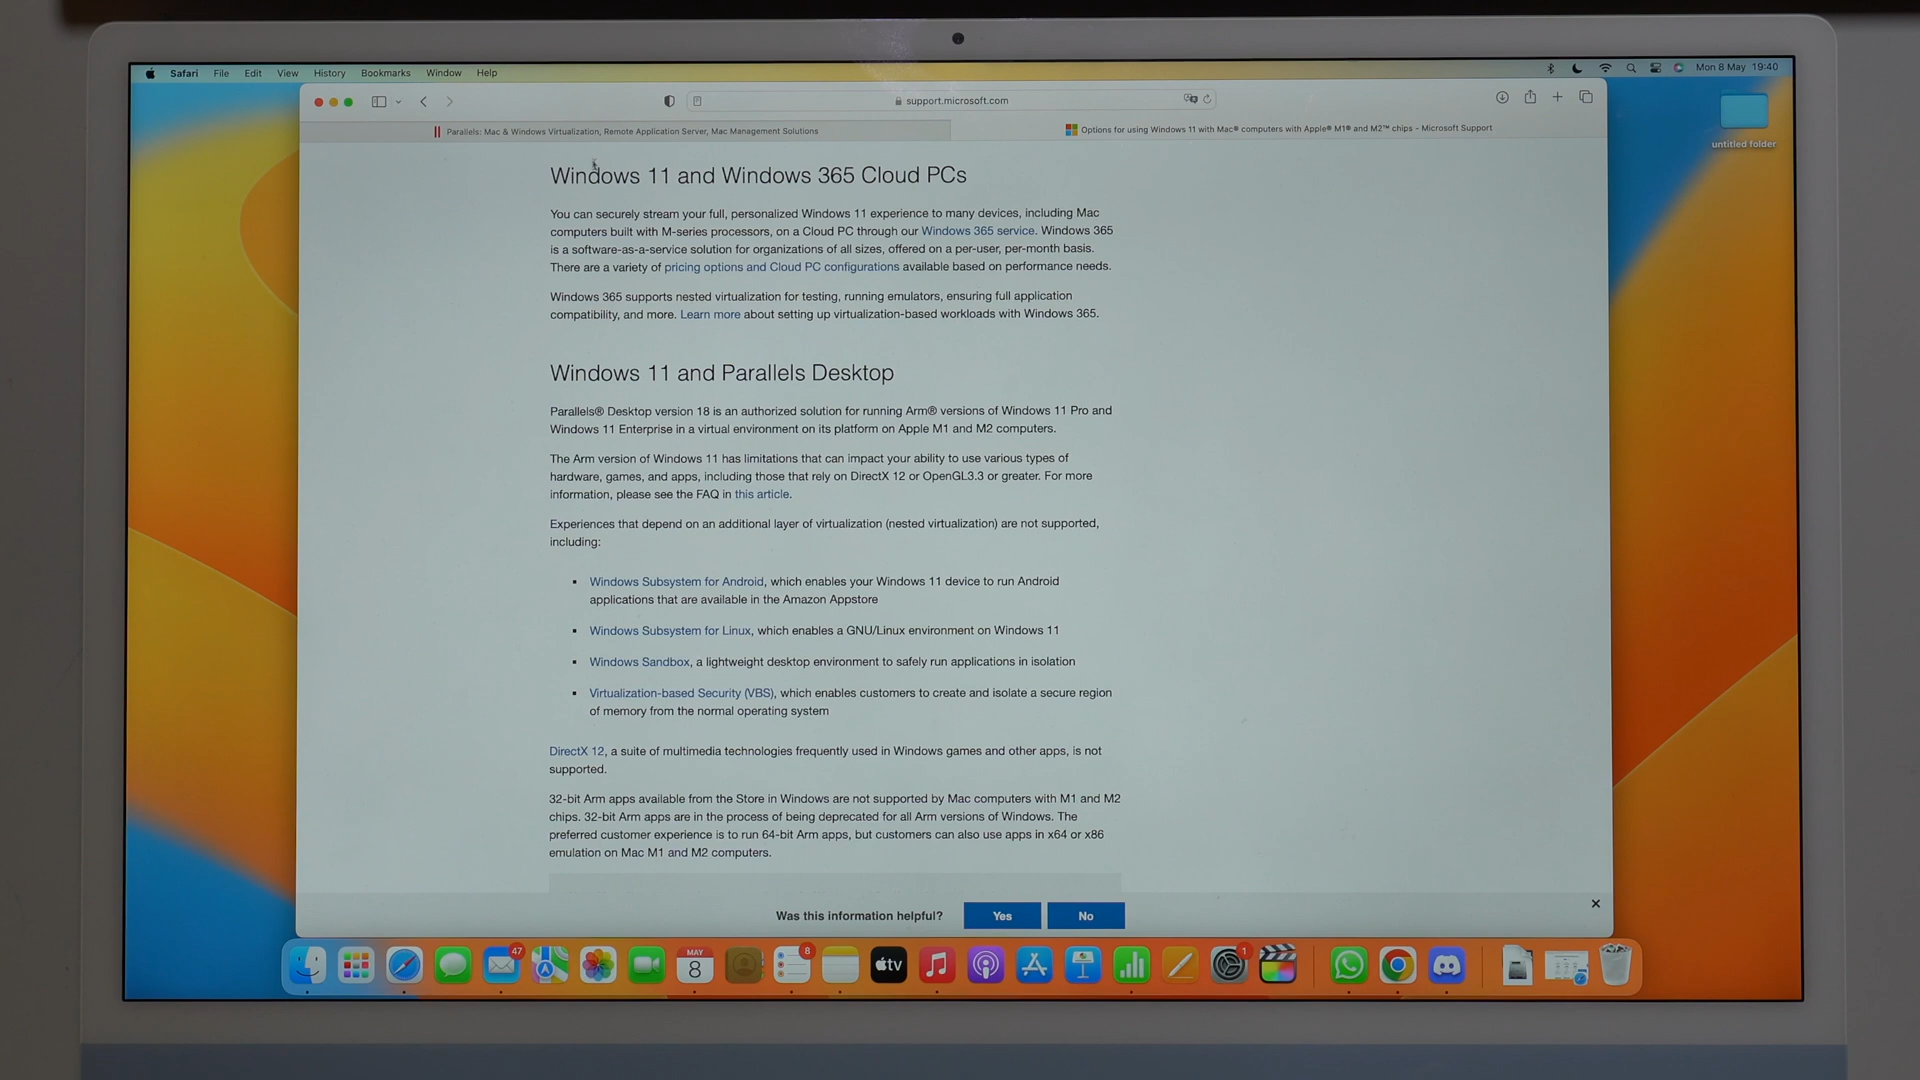 Safari File Edit View History Bookmarks Window Help
Mon 8 May 19:40
support.microsoft.com
Parallels: Mac & Windows Virtualization, Remote Application Server, Mac Management Solutions
Options for using Windows 11 with Mac® computers with Apple® M1® and M2™ chips - Microsoft Support
untitled folder
Windows 11 and Windows 365 Cloud PCs
You can securely stream your full, personalized Windows 11 experience to many devices, including Mac
computers built with M-series processors, on a Cloud PC through our Windows 365 service. Windows 365
is a software-as-a-service solution for organizations of all sizes, offered on a per-user, per-month basis.
There are a variety of pricing options and Cloud PC configurations available based on performance needs.
Windows 365 supports nested virtualization for testing, running emulators, ensuring full application
compatibility, and more. Learn more about setting up virtualization-based workloads with Windows 365.
Windows 11 and Parallels Desktop
Parallels® Desktop version 18 is an authorized solution for running Arm® versions of Windows 11 Pro and
Windows 11 Enterprise in a virtual environment on its platform on Apple M1 and M2 computers.
The Arm version of Windows 11 has limitations that can impact your ability to use various types of
hardware, games, and apps, including those that rely on DirectX 12 or OpenGL3.3 or greater. For more
information, please see the FAQ in this article.
Experiences that depend on an additional layer of virtualization (nested virtualization) are not supported,
including:
▪ Windows Subsystem for Android, which enables your Windows 11 device to run Android
applications that are available in the Amazon Appstore
▪ Windows Subsystem for Linux, which enables a GNU/Linux environment on Windows 11
▪ Windows Sandbox, a lightweight desktop environment to safely run applications in isolation
▪ Virtualization-based Security (VBS), which enables customers to create and isolate a secure region
of memory from the normal operating system
DirectX 12, a suite of multimedia technologies frequently used in Windows games and other apps, is not
supported.
32-bit Arm apps available from the Store in Windows are not supported by Mac computers with M1 and M2
chips. 32-bit Arm apps are in the process of being deprecated for all Arm versions of Windows. The
preferred customer experience is to run 64-bit Arm apps, but customers can also use apps in x64 or x86
emulation on Mac M1 and M2 computers.
Was this information helpful? Yes No
47
MAY
8
8
tv
1